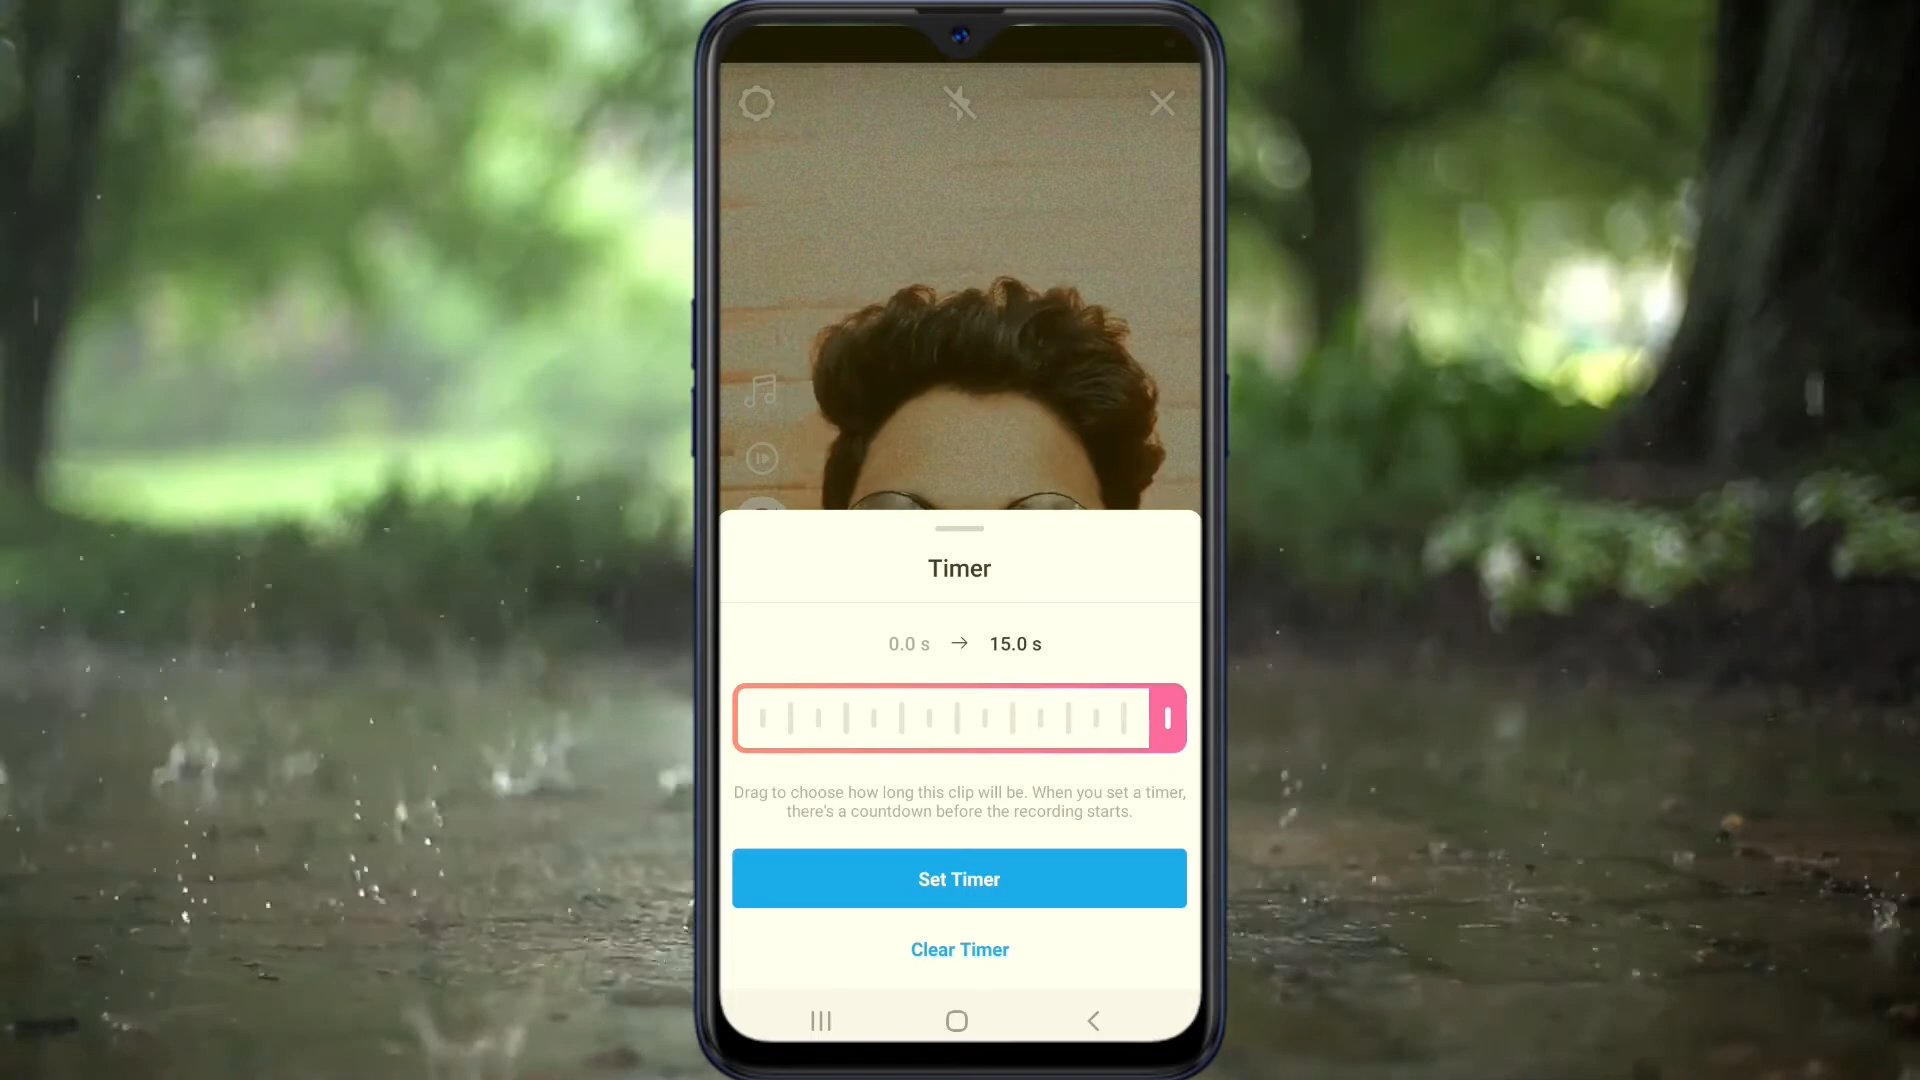 Timer
0.0 s → 15.0 s
Drag to choose how long this clip will be. When you set a timer,
there's a countdown before the recording starts.
Set Timer
Clear Timer